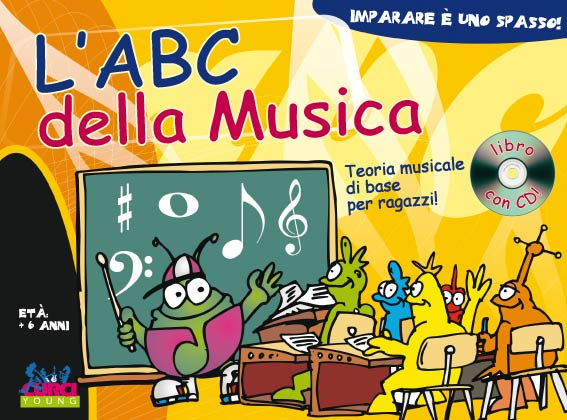 IMPARARE È UNO SPASSO!
L'ABC
della Musica
Teoria musicale
di base
per ragazzi!
libro
con CD!
ETÀ:
+ 6 ANNI
CURCI
YOUNG